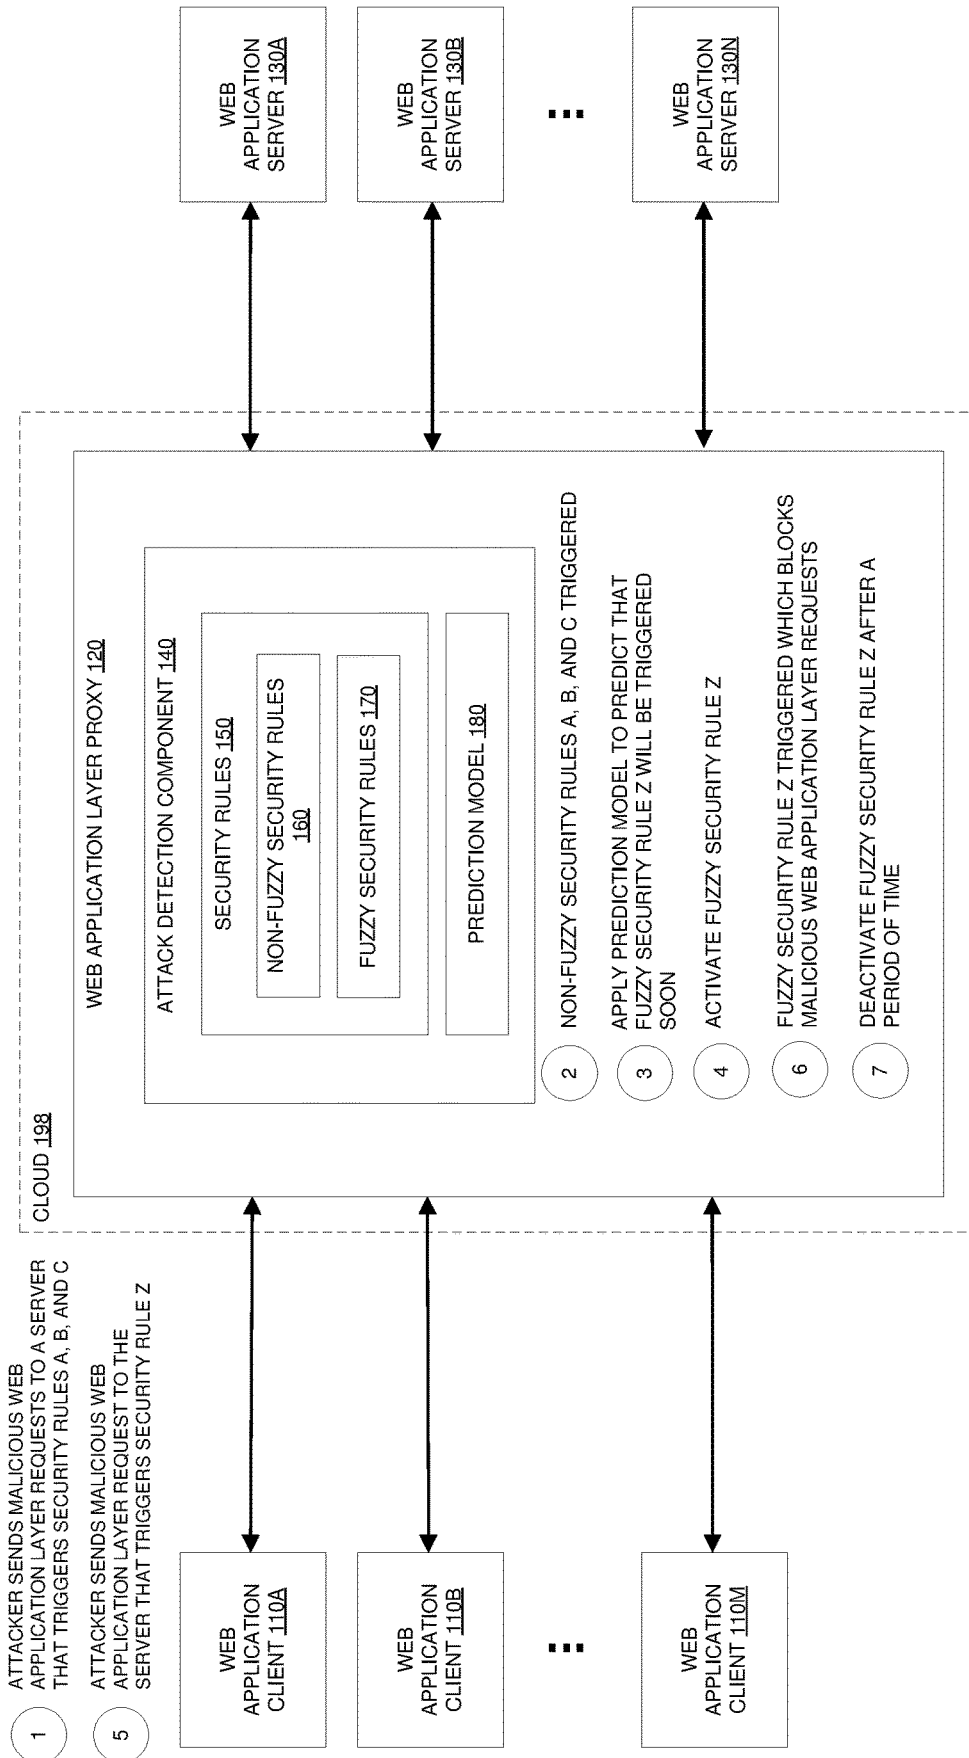 1
ATTACKER SENDS MALICIOUS WEB
APPLICATION LAYER REQUESTS TO A SERVER
THAT TRIGGERS SECURITY RULES A, B, AND C
5
ATTACKER SENDS MALICIOUS WEB
APPLICATION LAYER REQUEST TO THE
SERVER THAT TRIGGERS SECURITY RULE Z
WEB
APPLICATION
CLIENT 110A
WEB
APPLICATION
CLIENT 110B
...
WEB
APPLICATION
CLIENT 110M
CLOUD 198
WEB APPLICATION LAYER PROXY 120
ATTACK DETECTION COMPONENT 140
SECURITY RULES 150
NON-FUZZY SECURITY RULES
160
FUZZY SECURITY RULES 170
PREDICTION MODEL 180
2
NON-FUZZY SECURITY RULES A, B, AND C TRIGGERED
3
APPLY PREDICTION MODEL TO PREDICT THAT
FUZZY SECURITY RULE Z WILL BE TRIGGERED
SOON
4
ACTIVATE FUZZY SECURITY RULE Z
6
FUZZY SECURITY RULE Z TRIGGERED WHICH BLOCKS
MALICIOUS WEB APPLICATION LAYER REQUESTS
7
DEACTIVATE FUZZY SECURITY RULE Z AFTER A
PERIOD OF TIME
WEB
APPLICATION
SERVER 130A
WEB
APPLICATION
SERVER 130B
...
WEB
APPLICATION
SERVER 130N